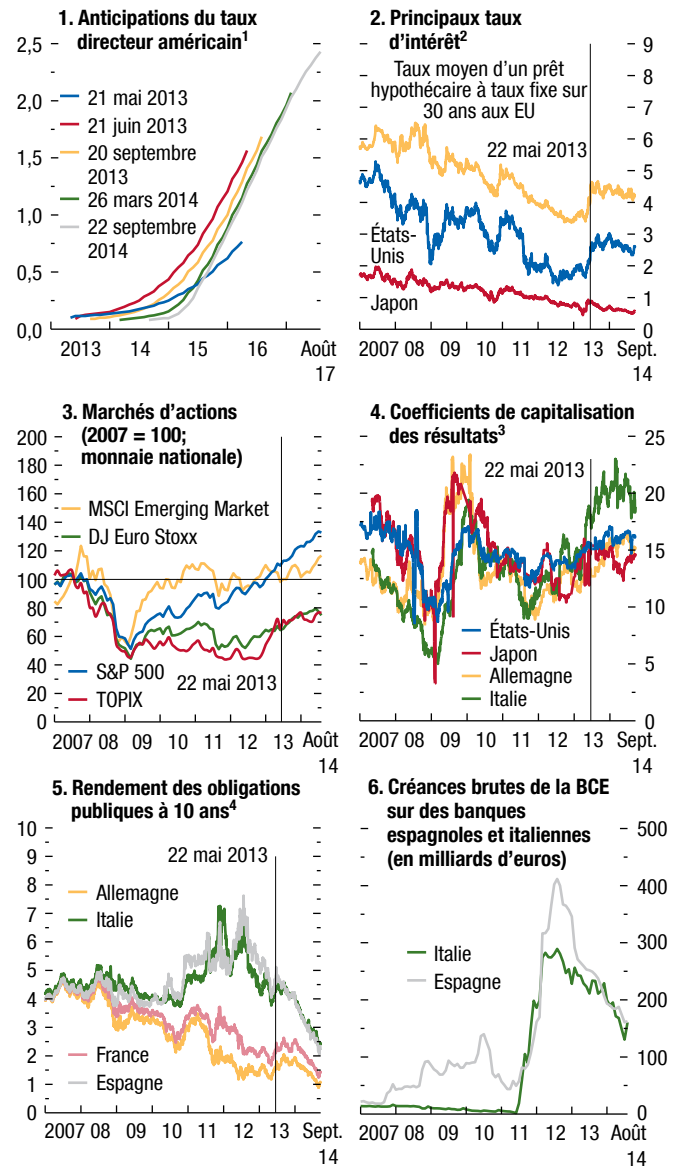 1. Anticipations du taux
directeur américain¹
2,5
2,0
1,5
1,0
0,5
0,0
21 mai 2013
21 juin 2013
20 septembre
2013
26 mars 2014
22 septembre
2014
2013 14 15 16 Août
17
2. Principaux taux
d’intérêt²
9
8
7
6
5
4
3
2
1
0
Taux moyen d’un prêt
hypothécaire à taux fixe sur
30 ans aux EU
22 mai 2013
États-
Unis
Japon
2007 08 09 10 11 12 13 Sept.
14
3. Marchés d’actions
(2007 = 100;
monnaie nationale)
200
180
160
140
120
100
80
60
40
20
0
MSCI Emerging Market
DJ Euro Stoxx
S&P 500
22 mai 2013
TOPIX
2007 08 09 10 11 12 13 Août
14
4. Coefficients de capitalisation
des résultats³
25
20
15
10
5
0
22 mai 2013
États-Unis
Japon
Allemagne
Italie
2007 08 09 10 11 12 13 Sept.
14
5. Rendement des obligations
publiques à 10 ans⁴
10
9
8
7
6
5
4
3
2
1
0
22 mai 2013
Allemagne
Italie
France
Espagne
2007 08 09 10 11 12 13 Sept.
14
6. Créances brutes de la BCE
sur des banques
espagnoles et italiennes
(en milliards d’euros)
500
400
300
200
100
0
Italie
Espagne
2007 08 09 10 11 12 13 Août
14